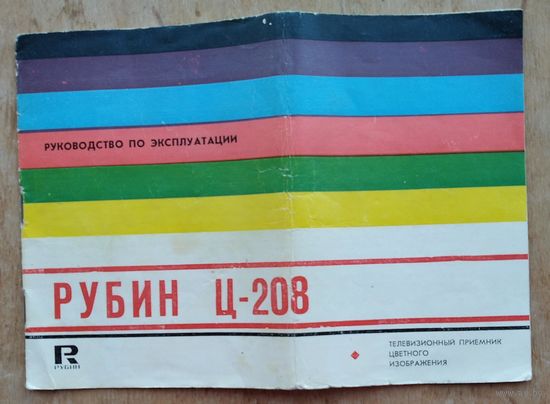 РУКОВОДСТВО ПО ЭКСПЛУАТАЦИИ
РУБИН Ц-208
R
РУБИН
ТЕЛЕВИЗИОННЫЙ ПРИЕМНИК
ЦВЕТНОГО
ИЗОБРАЖЕНИЯ